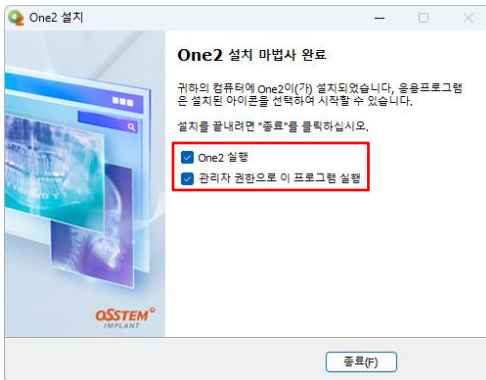 One2 설치
One2 설치 마법사 완료
귀하의 컴퓨터에 One2이(가) 설치되었습니다, 응용프로그램
은 설치된 아이콘을 선택하여 시작할 수 있습니다.
설치를 끝내려면 "종료"를 클릭하십시오.
One2 실행
관리자 권한으로 이 프로그램 실행
OSSTEM
IMPLANT
종료(F)